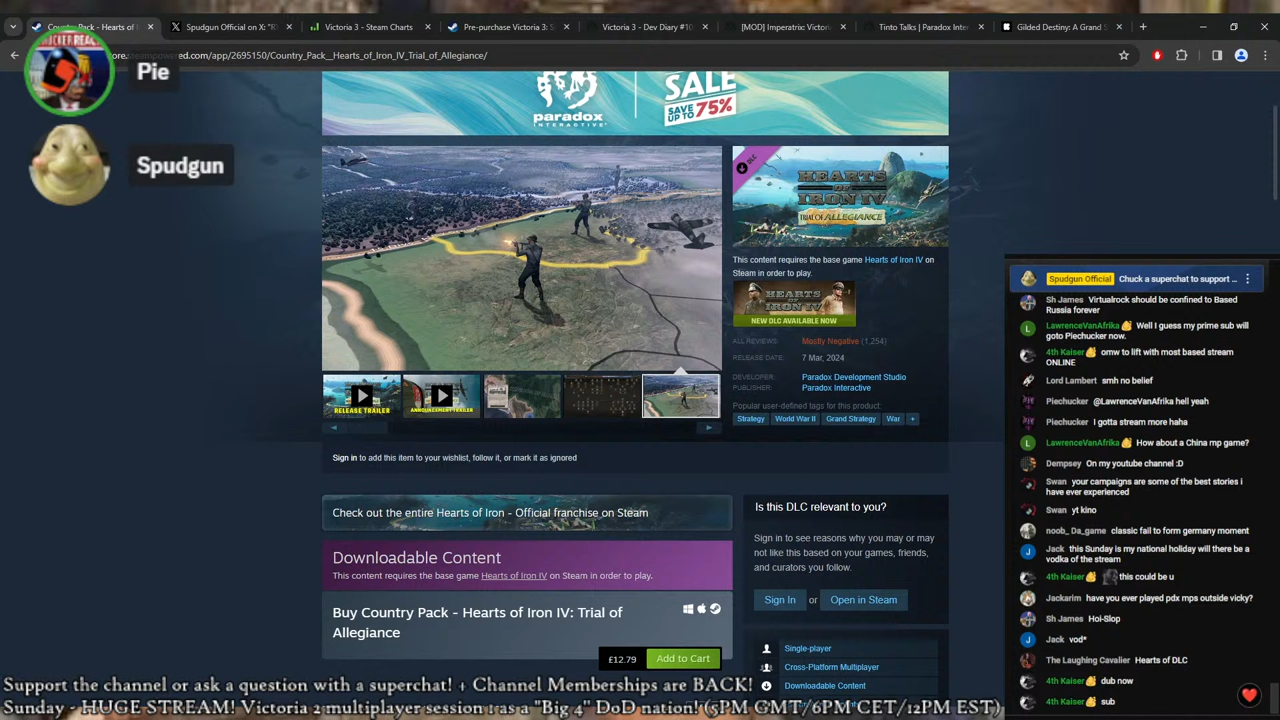 Country Pack - Hearts of I
Spudgun Official on X: "R
Victoria 3 - Steam Charts
Pre-purchase Victoria 3: S
Victoria 3 - Dev Diary #10
[MOD] Imperatrix: Victori
Tinto Talks | Paradox Inter
Gilded Destiny: A Grand S
ore.steampowered.com/app/2695150/Country_Pack__Hearts_of_Iron_IV_Trial_of_Allegiance/
Pie
Spudgun
paradox
INTERACTIVE
SALE
SAVE UP TO 75%
RELEASE TRAILER
ANNOUNCEMENT TRAILER
Sign in to add this item to your wishlist, follow it, or mark it as ignored
Check out the entire Hearts of Iron - Official franchise on Steam
Downloadable Content
This content requires the base game Hearts of Iron IV on Steam in order to play.
Buy Country Pack - Hearts of Iron IV: Trial of
Allegiance
£12.79
Add to Cart
DLC
HEARTS
OF
IRON IV
TRIAL OF ALLEGIANCE
This content requires the base game Hearts of Iron IV on
Steam in order to play.
HEARTS
OF
IRON IV
NEW DLC AVAILABLE NOW
ALL REVIEWS: Mostly Negative (1,254)
RELEASE DATE: 7 Mar, 2024
DEVELOPER: Paradox Development Studio
PUBLISHER: Paradox Interactive
Popular user-defined tags for this product:
Strategy World War II Grand Strategy War +
Is this DLC relevant to you?
Sign in to see reasons why you may or may
not like this based on your games, friends,
and curators you follow.
Sign In or Open in Steam
Single-player
Cross-Platform Multiplayer
Downloadable Content
Spudgun Official Chuck a superchat to support ...
Sh James Virtualrock should be confined to Based
Russia forever
LawrenceVanAfrika Well I guess my prime sub will
goto Piechucker now.
4th Kaiser omw to lift with most based stream
ONLINE
Lord Lambert smh no belief
Piechucker @LawrenceVanAfrika hell yeah
Piechucker I gotta stream more haha
LawrenceVanAfrika How about a China mp game?
Dempsey On my youtube channel :D
Swan your campaigns are some of the best stories i
have ever experienced
Swan yt kino
noob_ Da_game classic fail to form germany moment
Jack this Sunday is my national holiday will there be a
vodka of the stream
4th Kaiser this could be u
Jackarim have you ever played pdx mps outside vicky?
Sh James Hoi-Slop
Jack vod*
The Laughing Cavalier Hearts of DLC
4th Kaiser dub now
4th Kaiser sub
Support the channel or ask a question with a superchat! + Channel Memberships are BACK!
Sunday - HUGE STREAM! Victoria 2 multiplayer session 1 as a "Big 4" DoD nation! (5PM GMT/6PM CET/12PM EST)